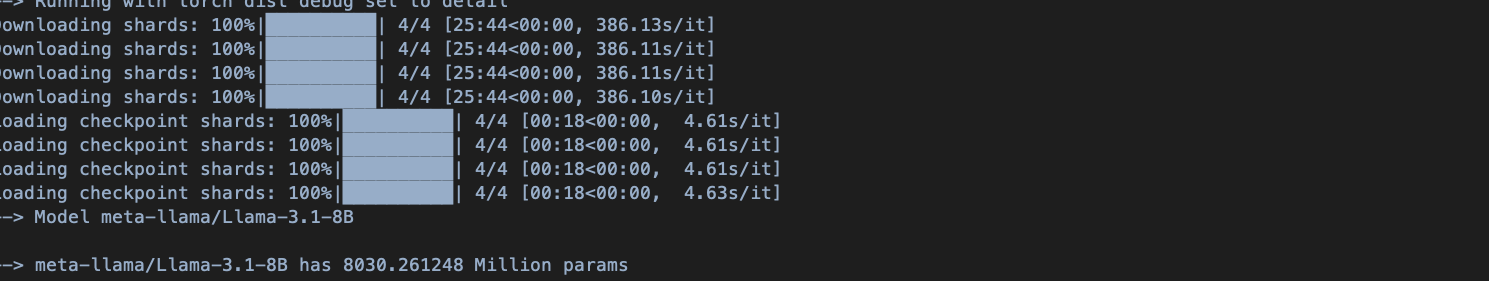 --> Running with torch dist debug set to detail
ownloading shards: 100%|██████████| 4/4 [25:44<00:00, 386.13s/it]
ownloading shards: 100%|██████████| 4/4 [25:44<00:00, 386.11s/it]
ownloading shards: 100%|██████████| 4/4 [25:44<00:00, 386.11s/it]
ownloading shards: 100%|██████████| 4/4 [25:44<00:00, 386.10s/it]
oading checkpoint shards: 100%|██████████| 4/4 [00:18<00:00,  4.61s/it]
oading checkpoint shards: 100%|██████████| 4/4 [00:18<00:00,  4.61s/it]
oading checkpoint shards: 100%|██████████| 4/4 [00:18<00:00,  4.61s/it]
oading checkpoint shards: 100%|██████████| 4/4 [00:18<00:00,  4.63s/it]
--> Model meta-llama/Llama-3.1-8B
--> meta-llama/Llama-3.1-8B has 8030.261248 Million params